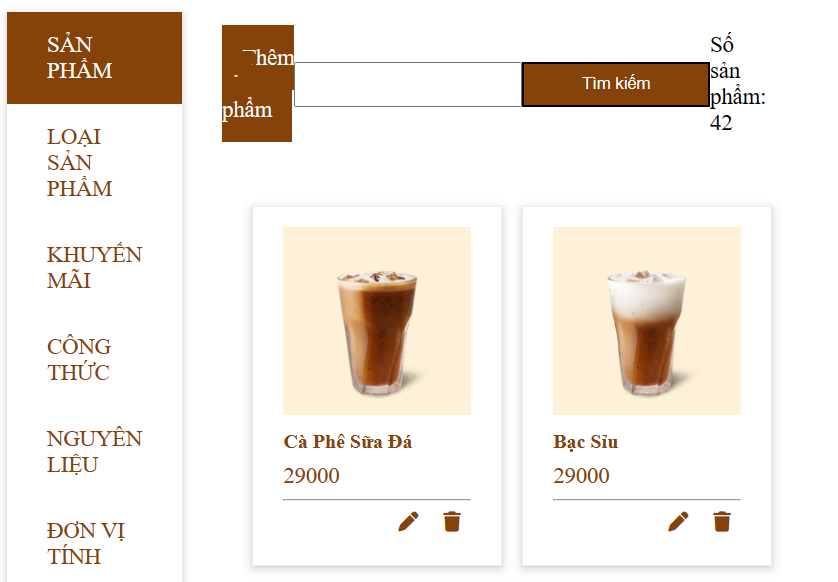 SẢN
PHẨM
LOẠI
SẢN
PHẨM
KHUYẾN
MÃI
CÔNG
THỨC
NGUYÊN
LIỆU
ĐƠN VỊ
TÍNH
Thêm
phẩm
Tìm kiếm
Số
sản
phẩm:
42
Cà Phê Sữa Đá
29000
Bạc Sỉu
29000